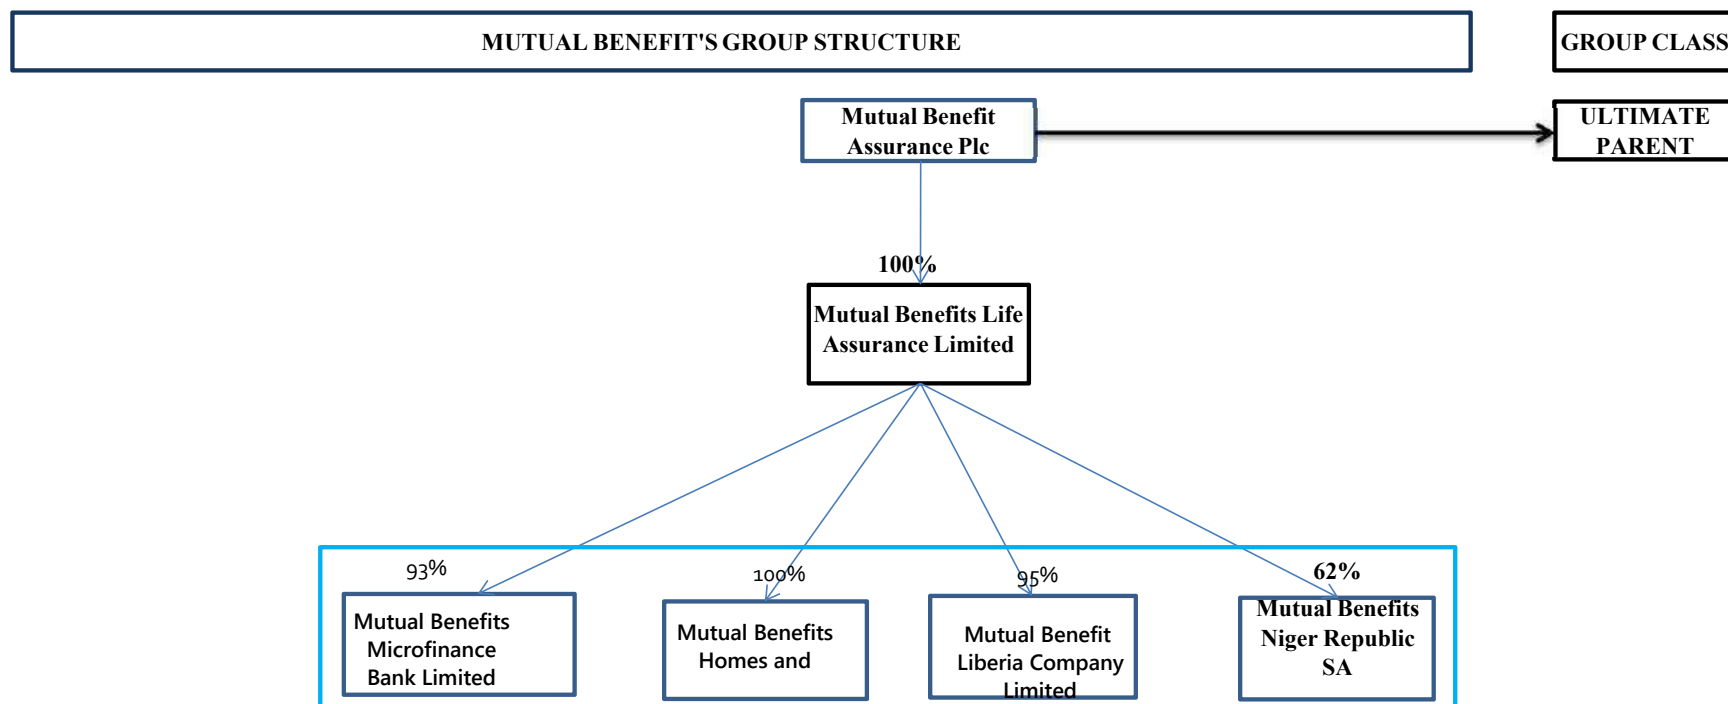 MUTUAL BENEFIT'S GROUP STRUCTURE
GROUP CLASS
Mutual Benefit
Assurance Plc
ULTIMATE
PARENT
100%
Mutual Benefits Life
Assurance Limited
93%
100%
95%
62%
Mutual Benefits
Microfinance
Bank Limited
Mutual Benefits
Homes and
Mutual Benefit
Liberia Company
Limited
Mutual Benefits
Niger Republic
SA